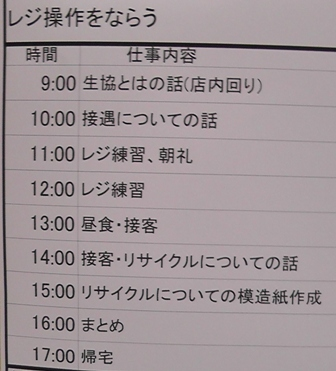 レジ操作をならう
時間 仕事内容
9:00 生協とはの話(店内回り)
10:00 接遇についての話
11:00 レジ練習、朝礼
12:00 レジ練習
13:00 昼食・接客
14:00 接客・リサイクルについての話
15:00 リサイクルについての模造紙作成
16:00 まとめ
17:00 帰宅